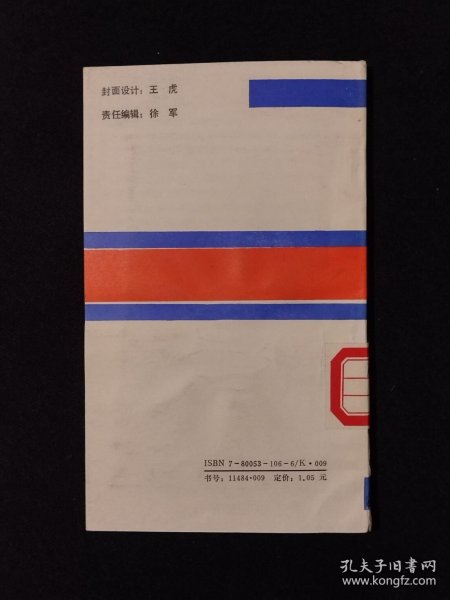 封面设计：王 虎
责任编辑：徐 军
ISBN 7-80053-106-6/K·009
书号：11484·009 定价：1.05 元
孔夫子旧书网
www.kongfz.com